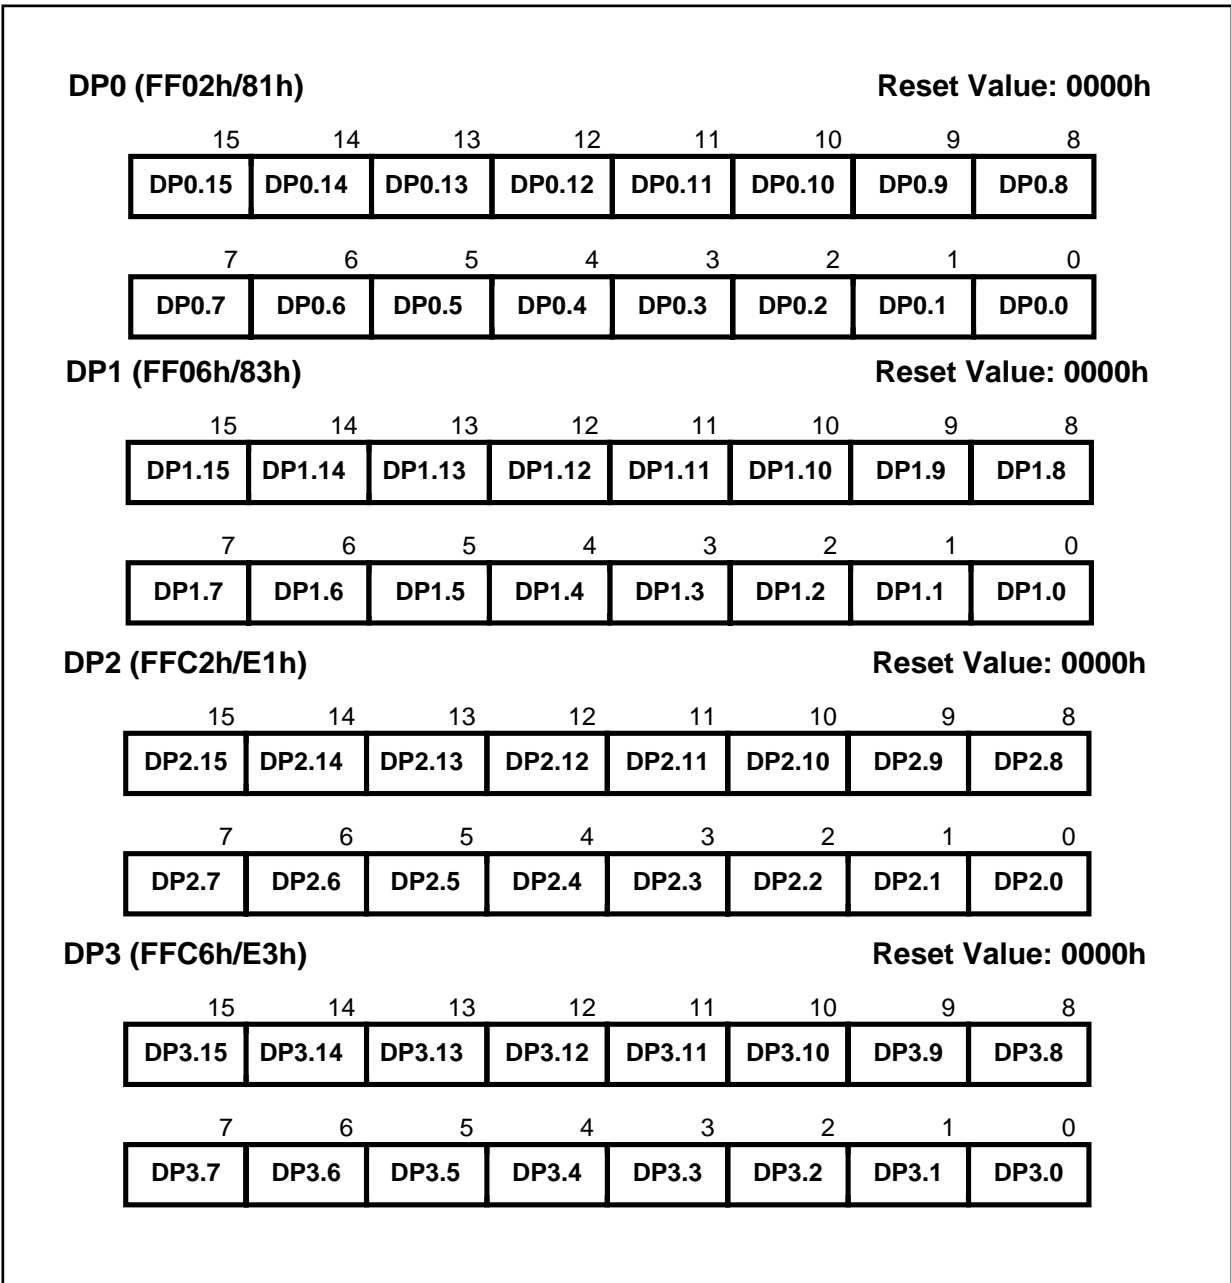 DP0 (FF02h/81h) Reset Value: 0000h
15 14 13 12 11 10 9 8
DP0.15 DP0.14 DP0.13 DP0.12 DP0.11 DP0.10 DP0.9 DP0.8
7 6 5 4 3 2 1 0
DP0.7 DP0.6 DP0.5 DP0.4 DP0.3 DP0.2 DP0.1 DP0.0
DP1 (FF06h/83h) Reset Value: 0000h
15 14 13 12 11 10 9 8
DP1.15 DP1.14 DP1.13 DP1.12 DP1.11 DP1.10 DP1.9 DP1.8
7 6 5 4 3 2 1 0
DP1.7 DP1.6 DP1.5 DP1.4 DP1.3 DP1.2 DP1.1 DP1.0
DP2 (FFC2h/E1h) Reset Value: 0000h
15 14 13 12 11 10 9 8
DP2.15 DP2.14 DP2.13 DP2.12 DP2.11 DP2.10 DP2.9 DP2.8
7 6 5 4 3 2 1 0
DP2.7 DP2.6 DP2.5 DP2.4 DP2.3 DP2.2 DP2.1 DP2.0
DP3 (FFC6h/E3h) Reset Value: 0000h
15 14 13 12 11 10 9 8
DP3.15 DP3.14 DP3.13 DP3.12 DP3.11 DP3.10 DP3.9 DP3.8
7 6 5 4 3 2 1 0
DP3.7 DP3.6 DP3.5 DP3.4 DP3.3 DP3.2 DP3.1 DP3.0